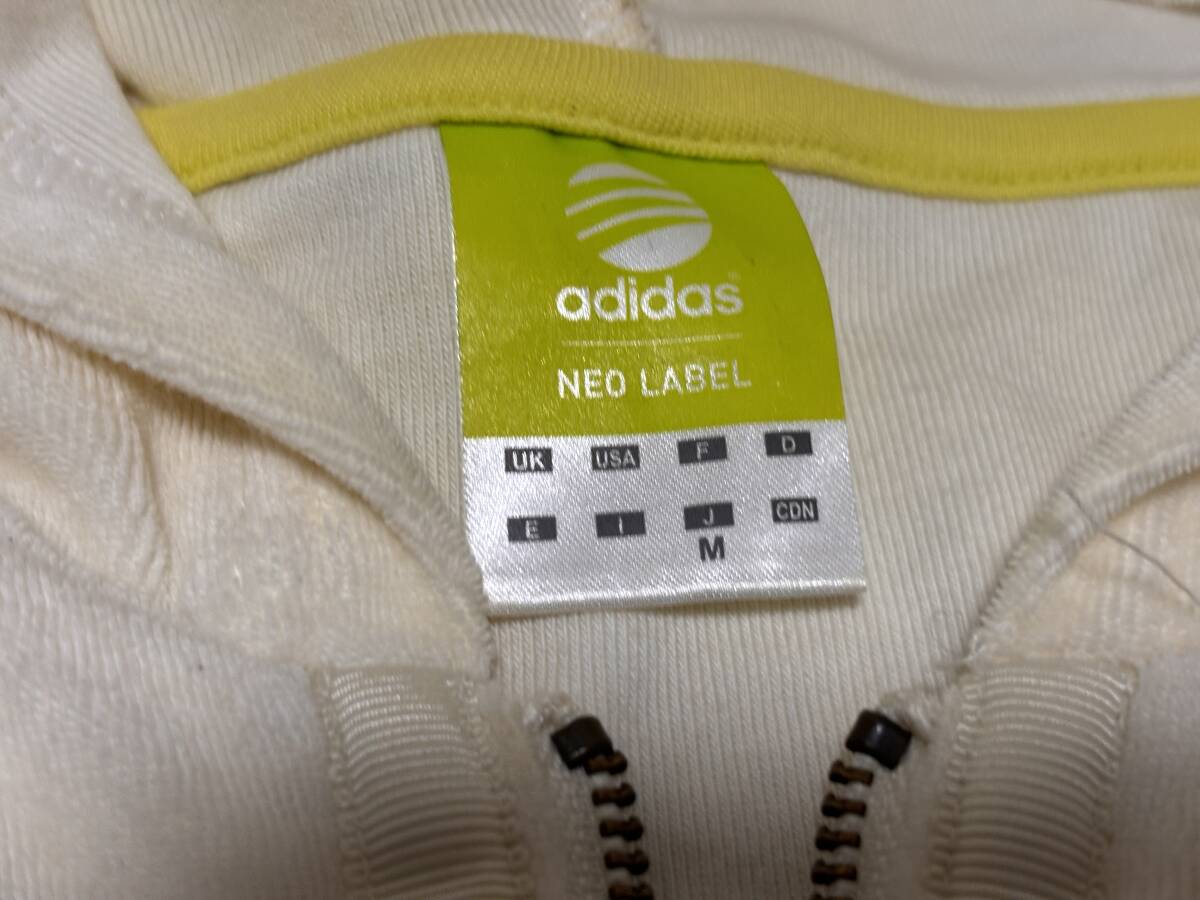 adidas
NEO LABEL
UK USA F D
E I J CDN
M